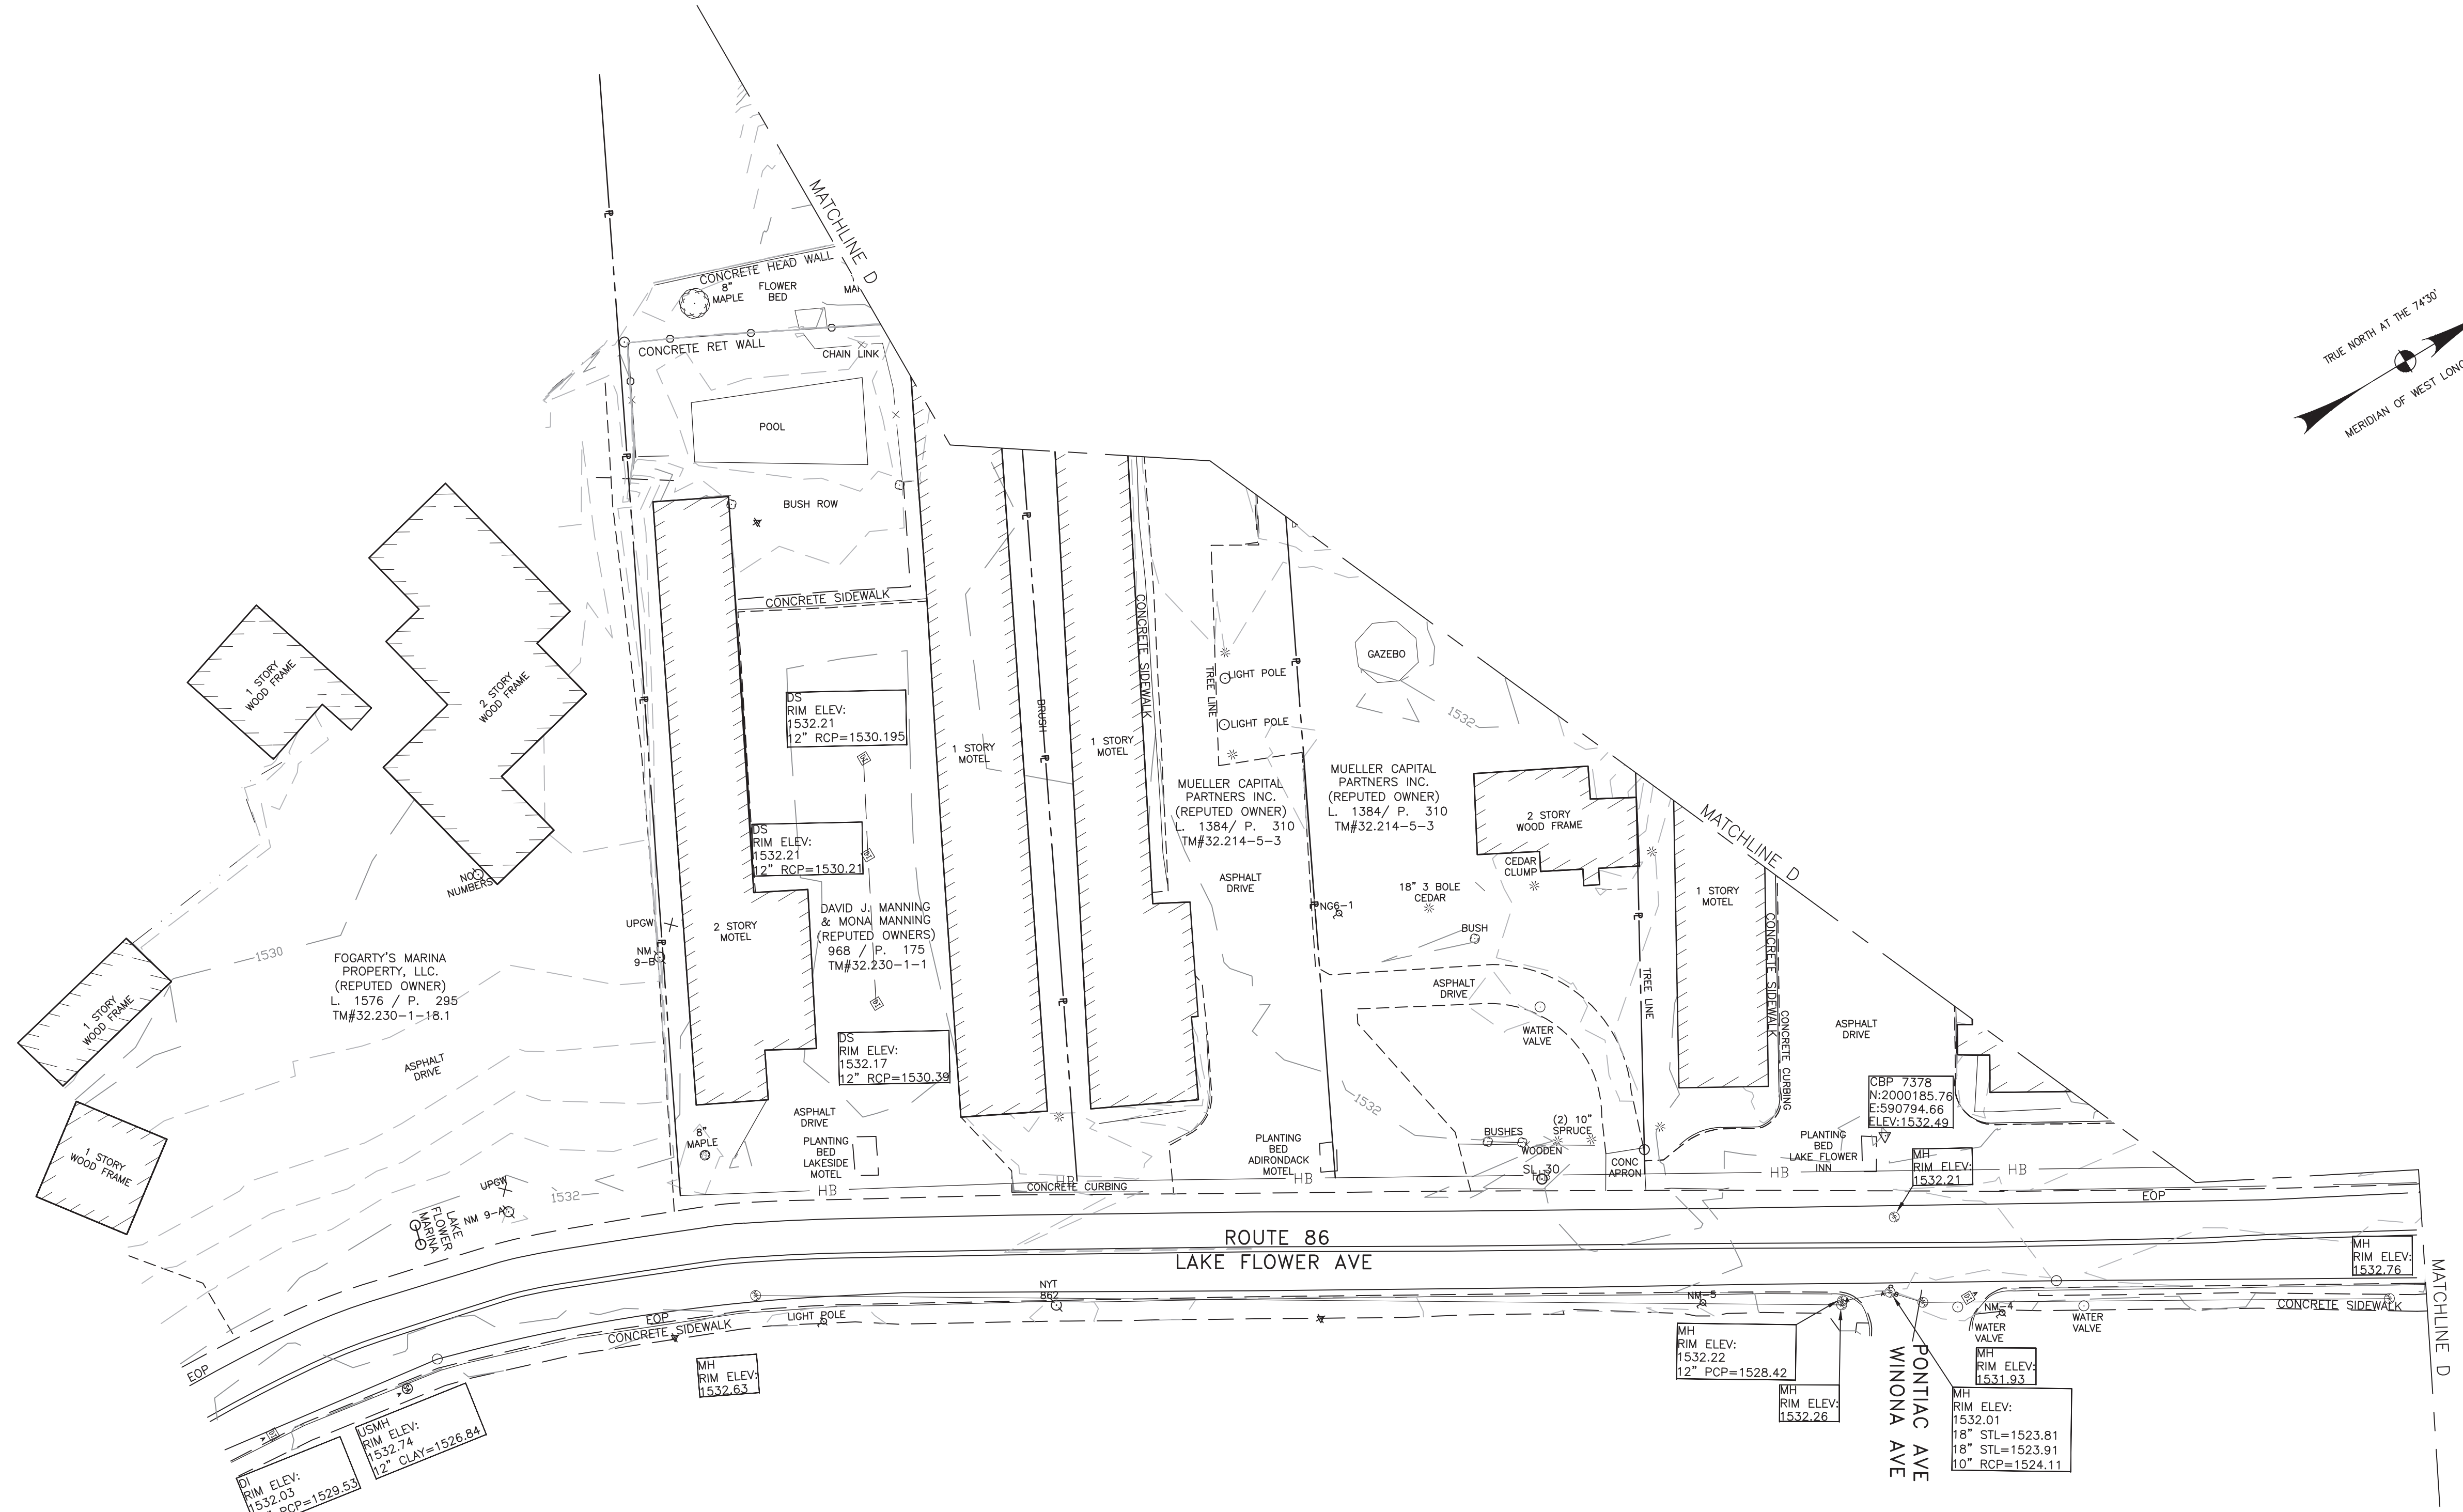 MATCHLINE D
TRUE NORTH AT THE 74°30'
MERIDIAN OF WEST LONG
PL
CONCRETE HEAD WALL
8"
MAPLE
FLOWER
BED
CONCRETE RET WALL
CHAIN LINK
POOL
PL
BUSH ROW
PL
CONCRETE SIDEWALK
CONCRETE SIDEWALK
1 STORY
WOOD FRAME
2 STORY
WOOD FRAME
GAZEBO
PL
TREE LINE
LIGHT POLE
LIGHT POLE
PL
1532
BRUSH
DS
RIM ELEV:
1532.21
12" RCP=1530.195
1 STORY
MOTEL
1 STORY
MOTEL
PL
MUELLER CAPITAL
PARTNERS INC.
(REPUTED OWNER)
L. 1384/ P. 310
TM#32.214-5-3
MUELLER CAPITAL
PARTNERS INC.
(REPUTED OWNER)
L. 1384/ P. 310
TM#32.214-5-3
2 STORY
WOOD FRAME
MATCHLINE D
DS
RIM ELEV:
1532.21
12" RCP=1530.21
CEDAR
CLUMP
ASPHALT
DRIVE
18" 3 BOLE
CEDAR
1 STORY
MOTEL
NO
NUMBERS
PL
NG6-1
PL
UPGW
NM
9-B
PL
2 STORY
MOTEL
DAVID J. MANNING
& MONA MANNING
(REPUTED OWNERS)
968 / P. 175
TM#32.230-1-1
BUSH
CONCRETE SIDEWALK
1530
FOGARTY'S MARINA
PROPERTY, LLC.
(REPUTED OWNER)
L. 1576 / P. 295
TM#32.230-1-18.1
1 STORY
WOOD FRAME
PL
ASPHALT
DRIVE
TREE LINE
WATER
VALVE
CONCRETE CURBING
ASPHALT
DRIVE
DS
RIM ELEV:
1532.17
12" RCP=1530.39
ASPHALT
DRIVE
1532
CBP 7378
N:2000185.76
E:590794.66
ELEV:1532.49
1 STORY
WOOD FRAME
8"
MAPLE
ASPHALT
DRIVE
PLANTING
BED
LAKESIDE
MOTEL
PLANTING
BED
ADIRONDACK
MOTEL
BUSHES
(2) 10"
SPRUCE
WOODEN
SL 30
CONC
APRON
PLANTING
BED
LAKE FLOWER
INN
MH
RIM ELEV:
1532.21
UPGW
1532
HB
HB
CONCRETE CURBING
HB
HB
HB
EOP
LAKE
FLOWER
MARINA
NM 9-A
ROUTE 86
LAKE FLOWER AVE
MH
RIM ELEV:
1532.76
MATCHLINE D
NYT
862
NM-5
NM-4
EOP
CONCRETE SIDEWALK
LIGHT POLE
WATER
VALVE
WATER
VALVE
CONCRETE SIDEWALK
EOP
MH
RIM ELEV:
1532.63
MH
RIM ELEV:
1532.22
12" PCP=1528.42
MH
RIM ELEV:
1532.26
PONTIAC AVE
WINONA AVE
MH
RIM ELEV:
1531.93
MH
RIM ELEV:
1532.01
18" STL=1523.81
18" STL=1523.91
10" RCP=1524.11
USMH
RIM ELEV:
1532.74
12" CLAY=1526.84
DI
RIM ELEV:
1532.03
RCP=1529.53